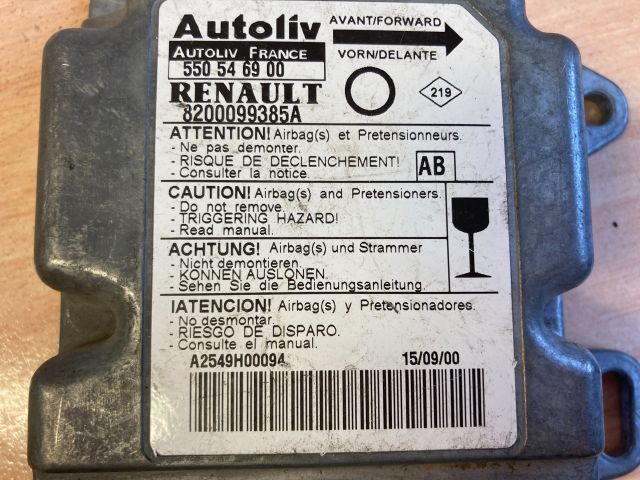 Autoliv
AVANT/FORWARD
AUTOLIV FRANCE
VORN/DELANTE
550 54 69 00
RENAULT
219
8200099385A
ATTENTION! Airbag(s) et Pretensionneurs.
- Ne pas demonter.
- RISQUE DE DECLENCHEMENT!
- Consulter la notice.
AB
CAUTION! Airbag(s) and Pretensioners.
- Do not remove.
- TRIGGERING HAZARD!
- Read manual.
ACHTUNG! Airbag(s) und Strammer
- Nicht demontieren.
- KONNEN AUSLONEN.
- Sehen Sie die Bedienungsanleitung.
IATENCION! Airbag(s) y Pretensionadores.
- No desmontar.
- RIESGO DE DISPARO.
- Consulte el manual.
A2549H00094
15/09/00